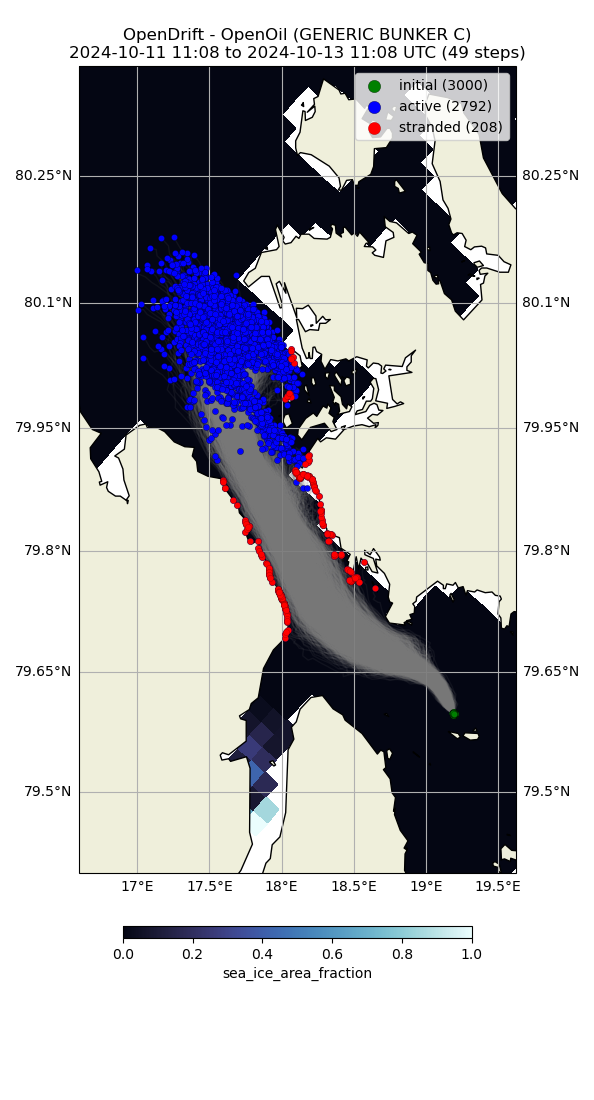 OpenDrift - OpenOil (GENERIC BUNKER C)
2024-10-11 11:08 to 2024-10-13 11:08 UTC (49 steps)
initial (3000)
active (2792)
stranded (208)
80.25°N
80.25°N
80.1°N
80.1°N
79.95°N
79.95°N
79.8°N
79.8°N
79.65°N
79.65°N
79.5°N
79.5°N
17°E 17.5°E 18°E 18.5°E 19°E 19.5°E
0.0 0.2 0.4 0.6 0.8 1.0
sea_ice_area_fraction